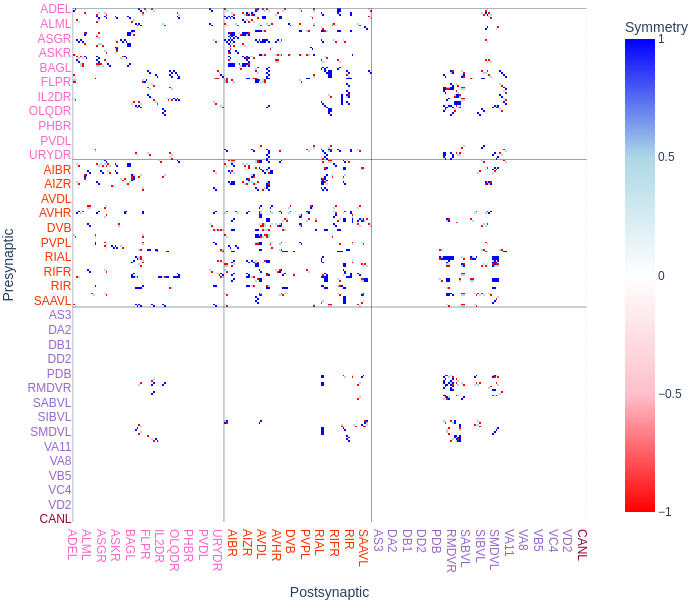 Symmetry
1
0.5
0
−0.5
−1
Presynaptic
ADEL
ALML
ASGR
ASKR
BAGL
FLPR
IL2DR
OLQDR
PHBR
PVDL
URYDR
AIBR
AIZR
AVDL
AVHR
DVB
PVPL
RIAL
RIFR
RIR
SAAVL
AS3
DA2
DB1
DD2
PDB
RMDVR
SABVL
SIBVL
SMDVL
VA11
VA8
VB5
VC4
VD2
CANL
ADEL
ALML
ASGR
ASKR
BAGL
FLPR
IL2DR
OLQDR
PHBR
PVDL
URYDR
AIBR
AIZR
AVDL
AVHR
DVB
PVPL
RIAL
RIFR
RIR
SAAVL
AS3
DA2
DB1
DD2
PDB
RMDVR
SABVL
SIBVL
SMDVL
VA11
VA8
VB5
VC4
VD2
CANL
Postsynaptic